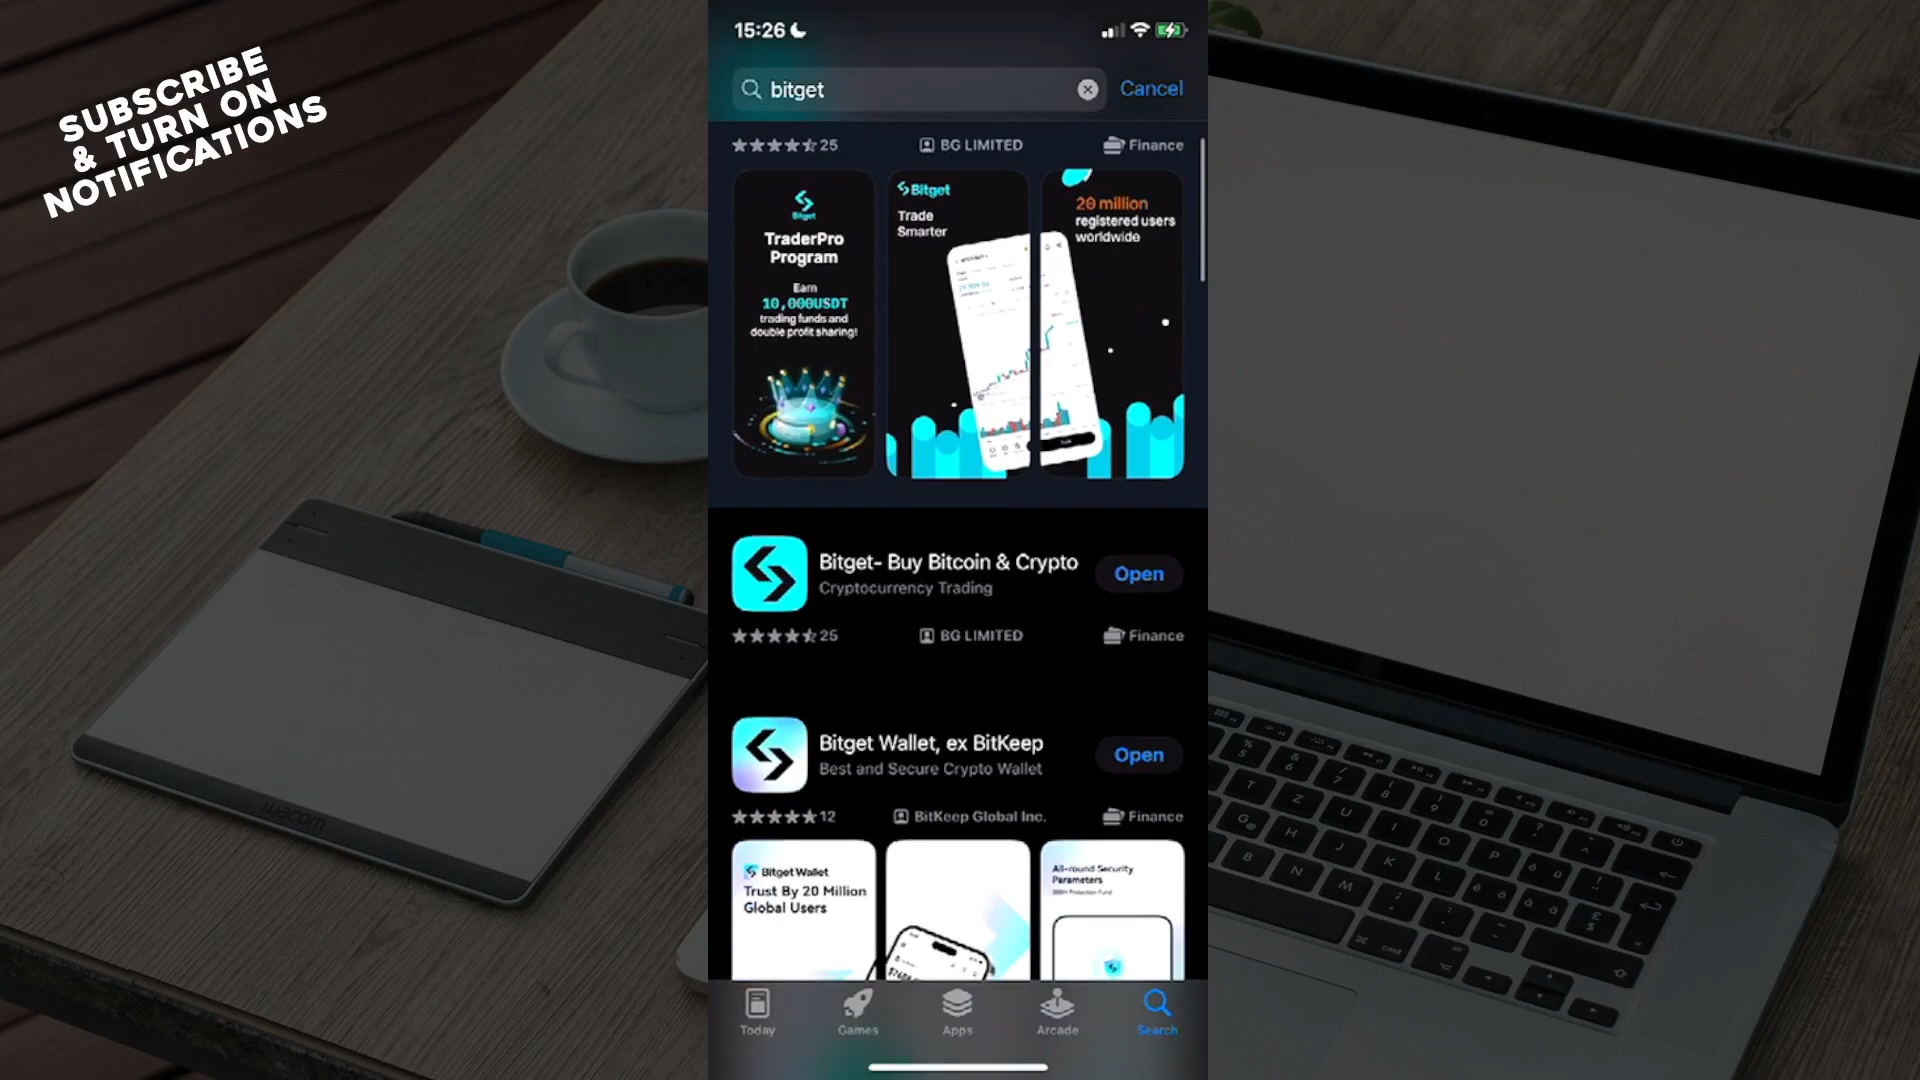 SUBSCRIBE
& TURN ON
NOTIFICATIONS
15:26
bitget
Cancel
25
BG LIMITED
Finance
Bitget
TraderPro
Program
Earn
10,000USDT
trading funds and
double profit sharing!
Bitget
Trade
Smarter
20 million
registered users
worldwide
Bitget- Buy Bitcoin & Crypto
Cryptocurrency Trading
Open
25
BG LIMITED
Finance
Bitget Wallet, ex BitKeep
Best and Secure Crypto Wallet
Open
12
BitKeep Global Inc.
Finance
Bitget Wallet
Trust By 20 Million
Global Users
All-round Security
Parameters
Today
Games
Apps
Arcade
Search
wacom